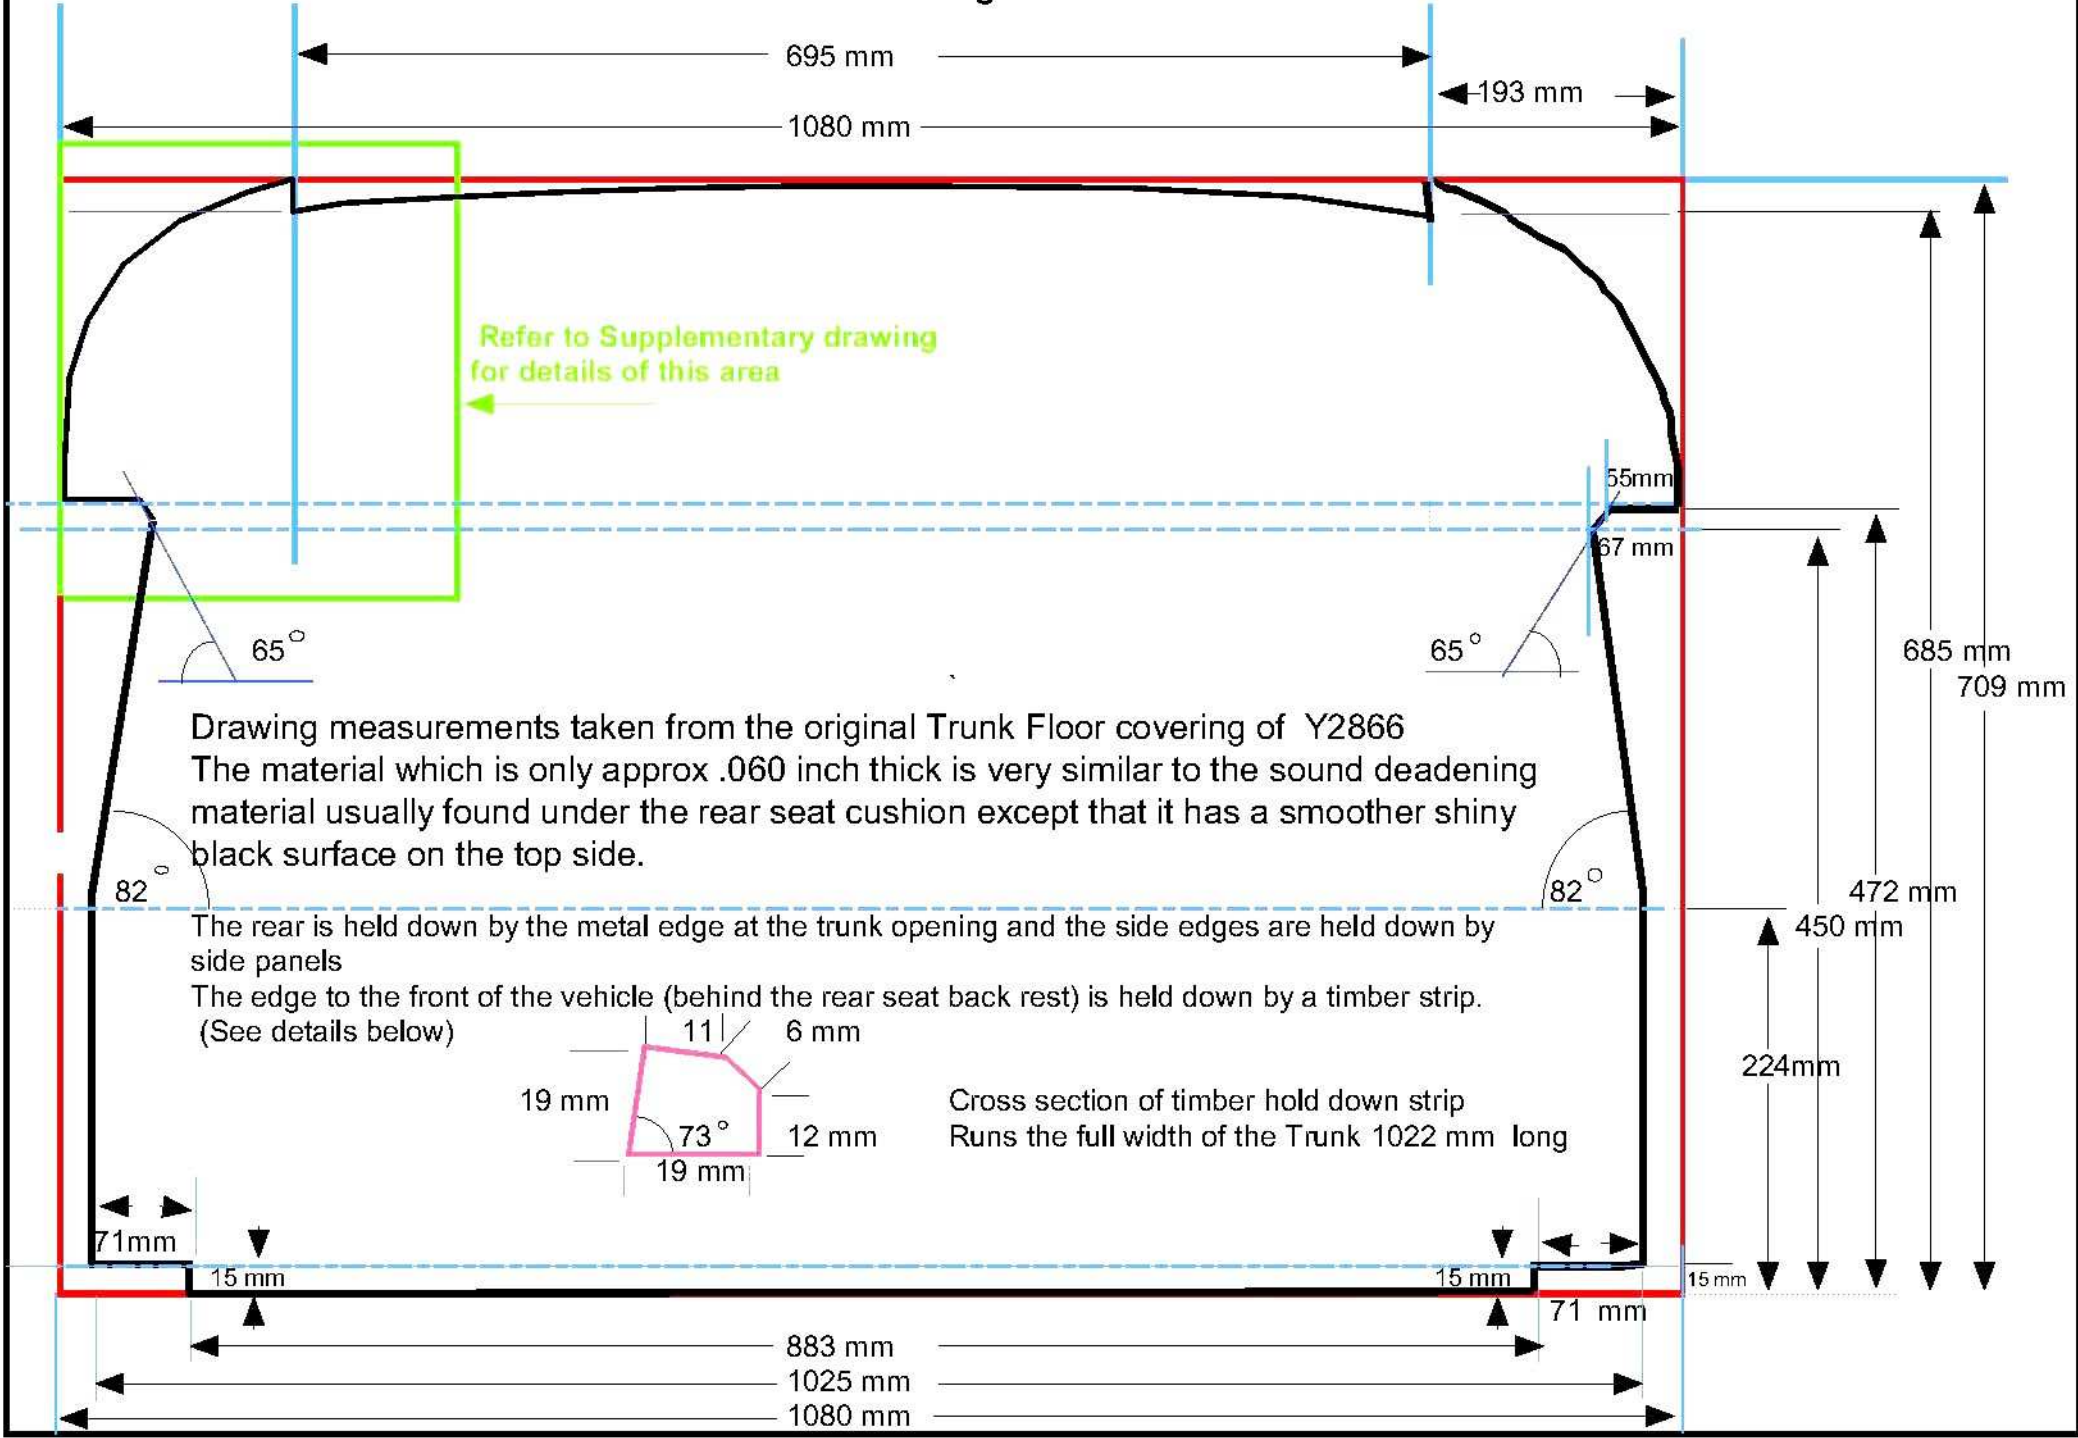 695 mm
193 mm
1080 mm
Refer to Supplementary drawing
for details of this area
55mm
67 mm
65°
65°
685 mm
709 mm
Drawing measurements taken from the original Trunk Floor covering of Y2866
The material which is only approx .060 inch thick is very similar to the sound deadening
material usually found under the rear seat cushion except that it has a smoother shiny
black surface on the top side.
82°
82°
472 mm
450 mm
The rear is held down by the metal edge at the trunk opening and the side edges are held down by
side panels
The edge to the front of the vehicle (behind the rear seat back rest) is held down by a timber strip.
(See details below)
11
6 mm
224mm
19 mm
Cross section of timber hold down strip
73°
12 mm
Runs the full width of the Trunk 1022 mm long
19 mm
71mm
15 mm
15 mm
15 mm
71 mm
883 mm
1025 mm
1080 mm